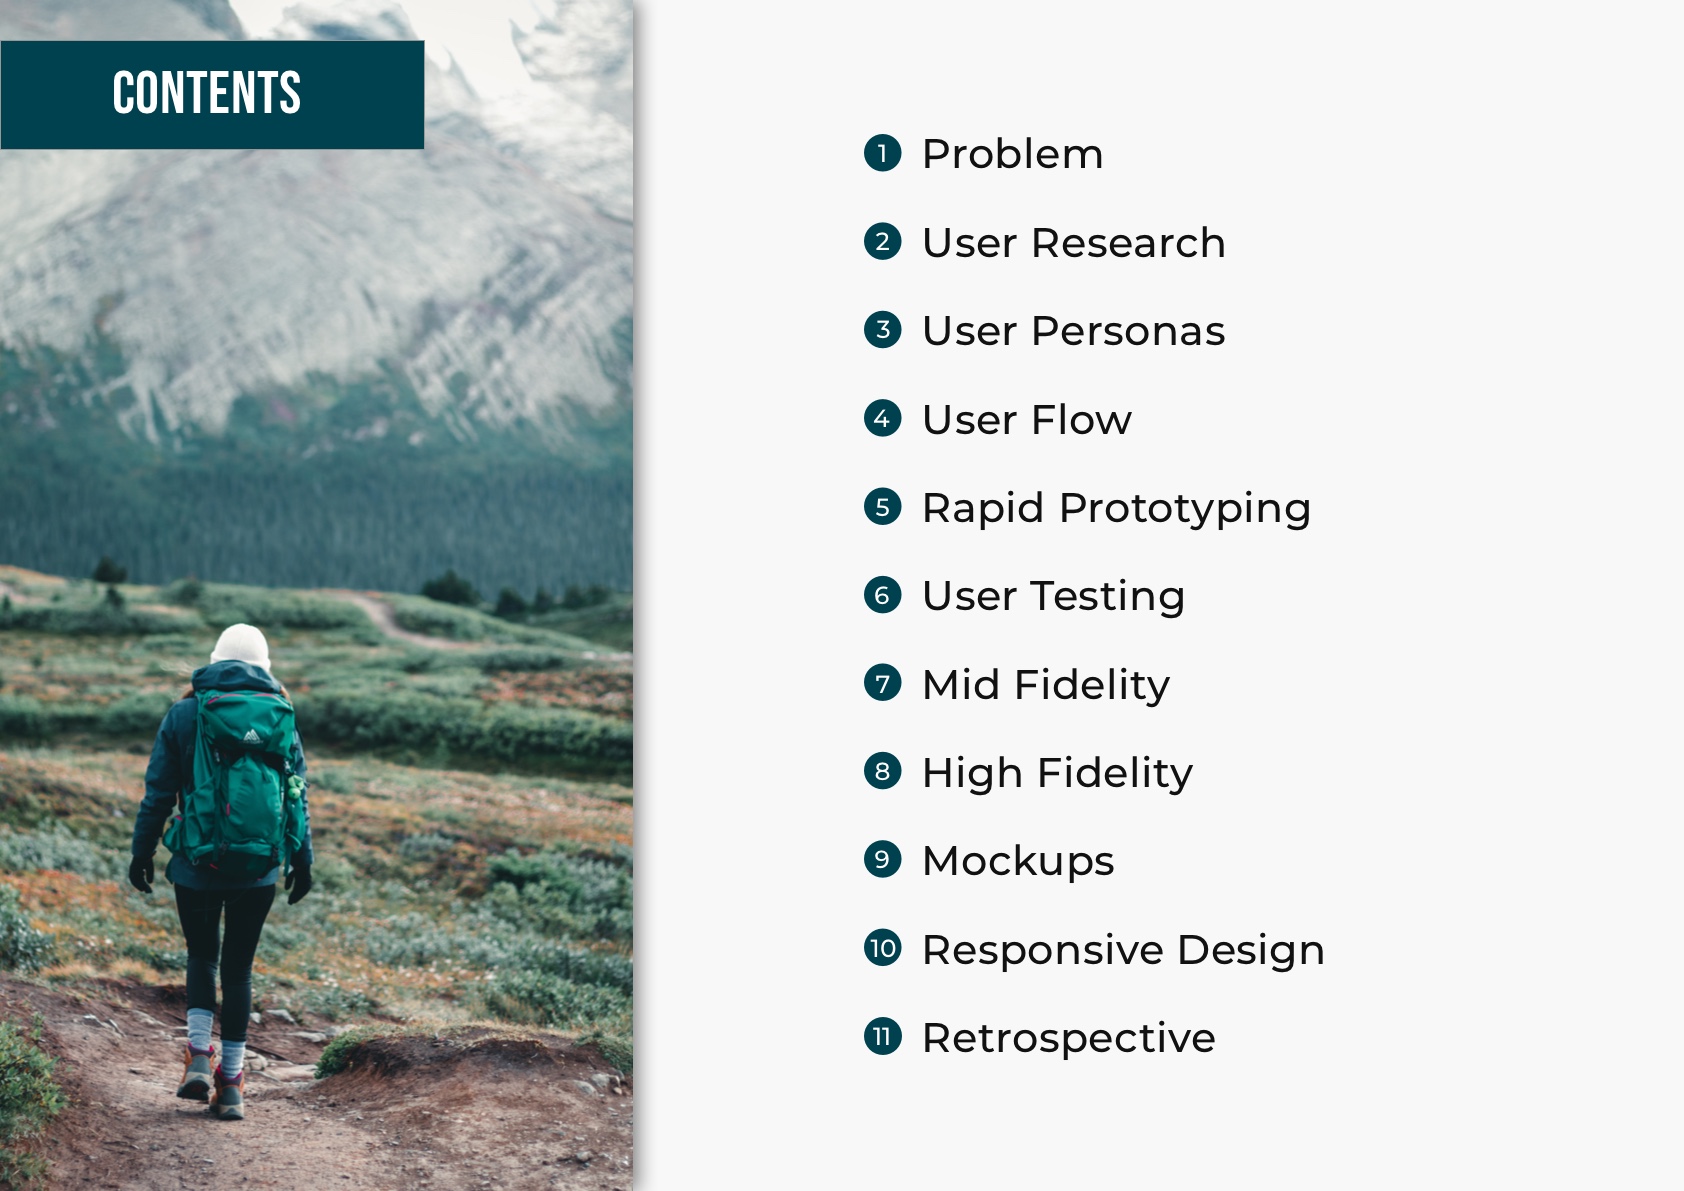 CONTENTS
1 Problem
2 User Research
3 User Personas
4 User Flow
5 Rapid Prototyping
6 User Testing
7 Mid Fidelity
8 High Fidelity
9 Mockups
10 Responsive Design
11 Retrospective